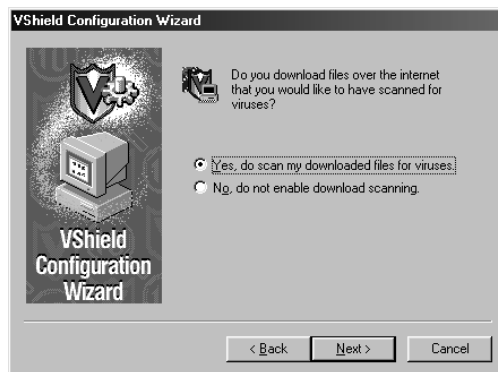 VShield Configuration Wizard
Do you download files over the internet
that you would like to have scanned for
viruses?
Yes, do scan my downloaded files for viruses.
No, do not enable download scanning.
VShield
Configuration
Wizard
< Back
Next >
Cancel